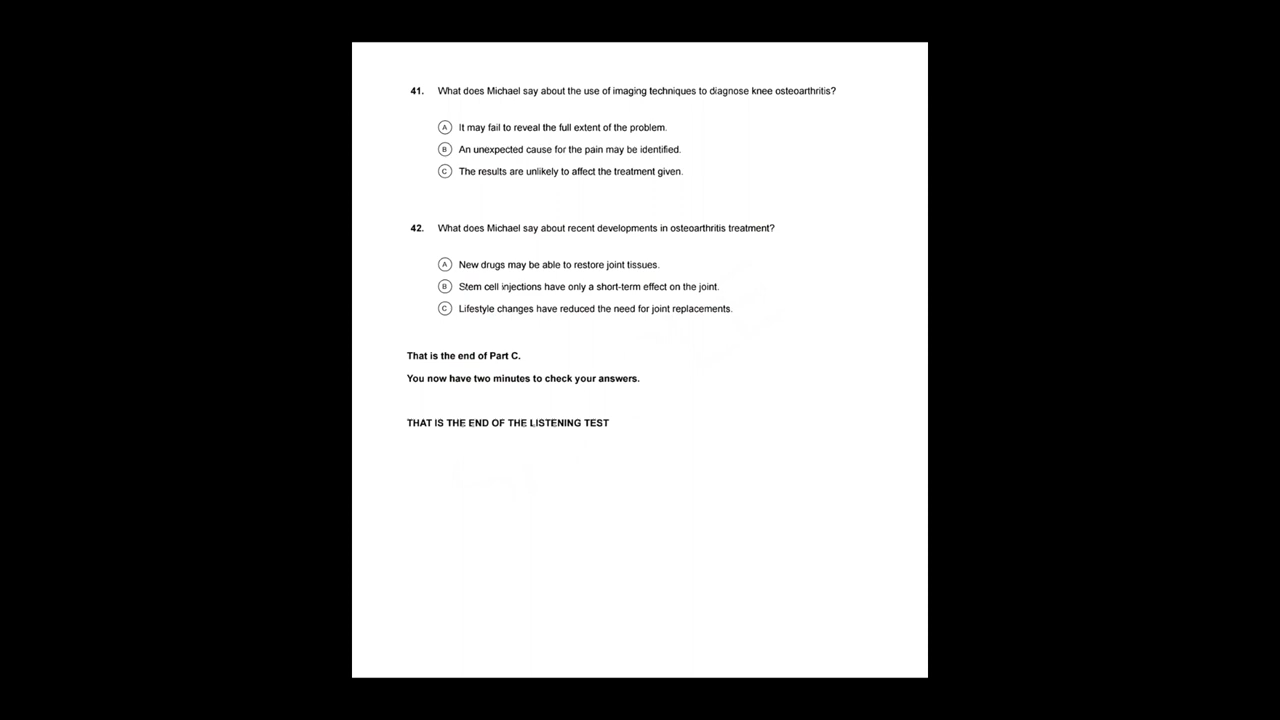 41. What does Michael say about the use of imaging techniques to diagnose knee osteoarthritis?
A It may fail to reveal the full extent of the problem.
B An unexpected cause for the pain may be identified.
C The results are unlikely to affect the treatment given.
42. What does Michael say about recent developments in osteoarthritis treatment?
A New drugs may be able to restore joint tissues.
B Stem cell injections have only a short-term effect on the joint.
C Lifestyle changes have reduced the need for joint replacements.
That is the end of Part C.
You now have two minutes to check your answers.
THAT IS THE END OF THE LISTENING TEST